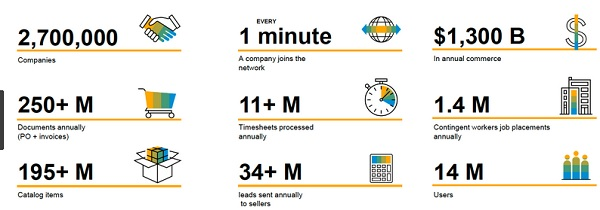 2,700,000
Companies
EVERY
1 minute
A company joins the
network
$1,300 B
In annual commerce
250+ M
Documents annually
(PO + invoices)
11+ M
Timesheets processed
annually
1.4 M
Contingent workers job placements
annually
195+ M
Catalog items
34+ M
leads sent annually
to sellers
14 M
Users